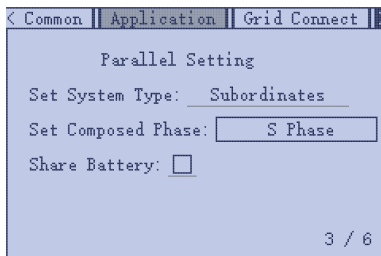 < Common Application Grid Connect
Parallel Setting
Set System Type: Subordinates
Set Composed Phase: S Phase
Share Battery:
3 / 6